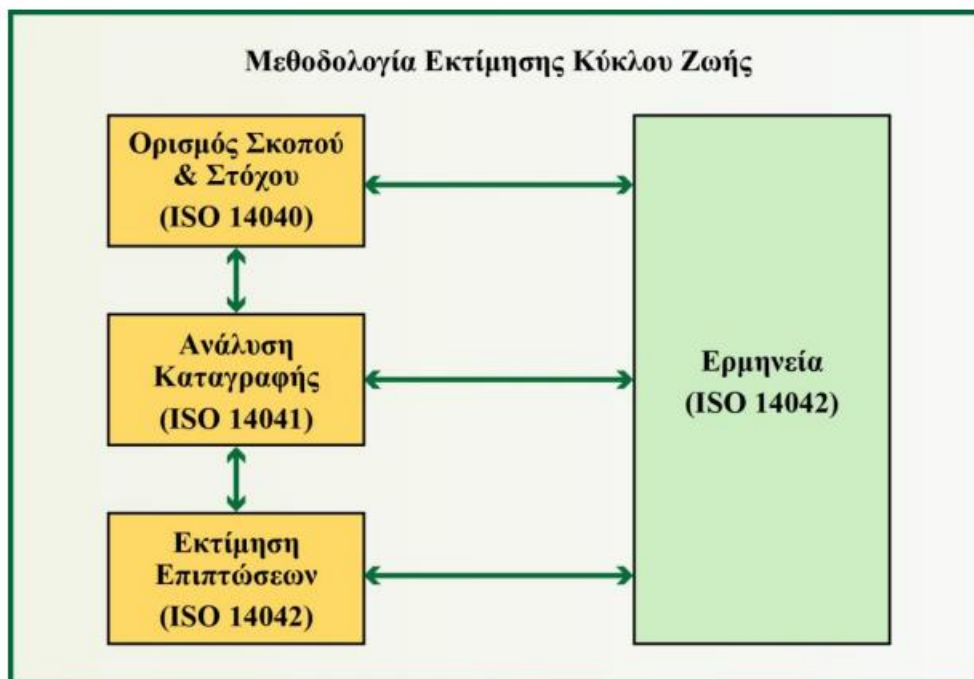 Μεθοδολογία Εκτίμησης Κύκλου Ζωής
Ορισμός Σκοπού
& Στόχου
(ISO 14040)
Ανάλυση
Καταγραφής
(ISO 14041)
Εκτίμηση
Επιπτώσεων
(ISO 14042)
Ερμηνεία
(ISO 14042)